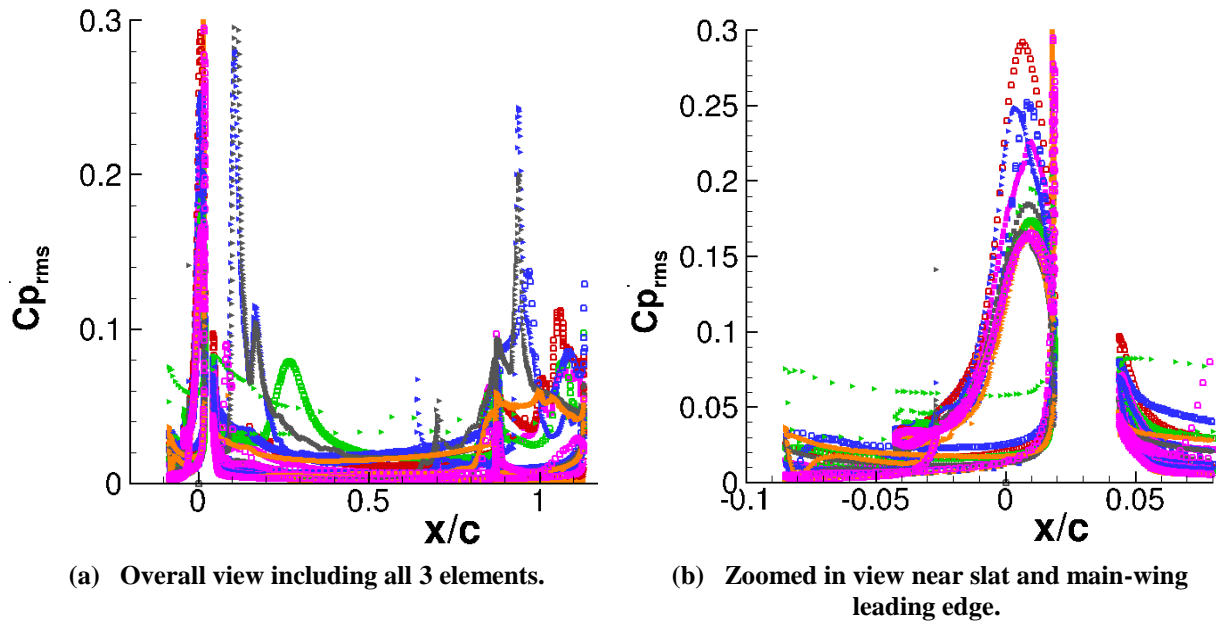 0.3
0.2
0.1
0
Cp'rms
0
0.5
1
x/c
(a) Overall view including all 3 elements.
0.3
0.25
0.2
0.15
0.1
0.05
0
Cp'rms
-0.1
-0.05
0
0.05
x/c
(b) Zoomed in view near slat and main-wing
leading edge.